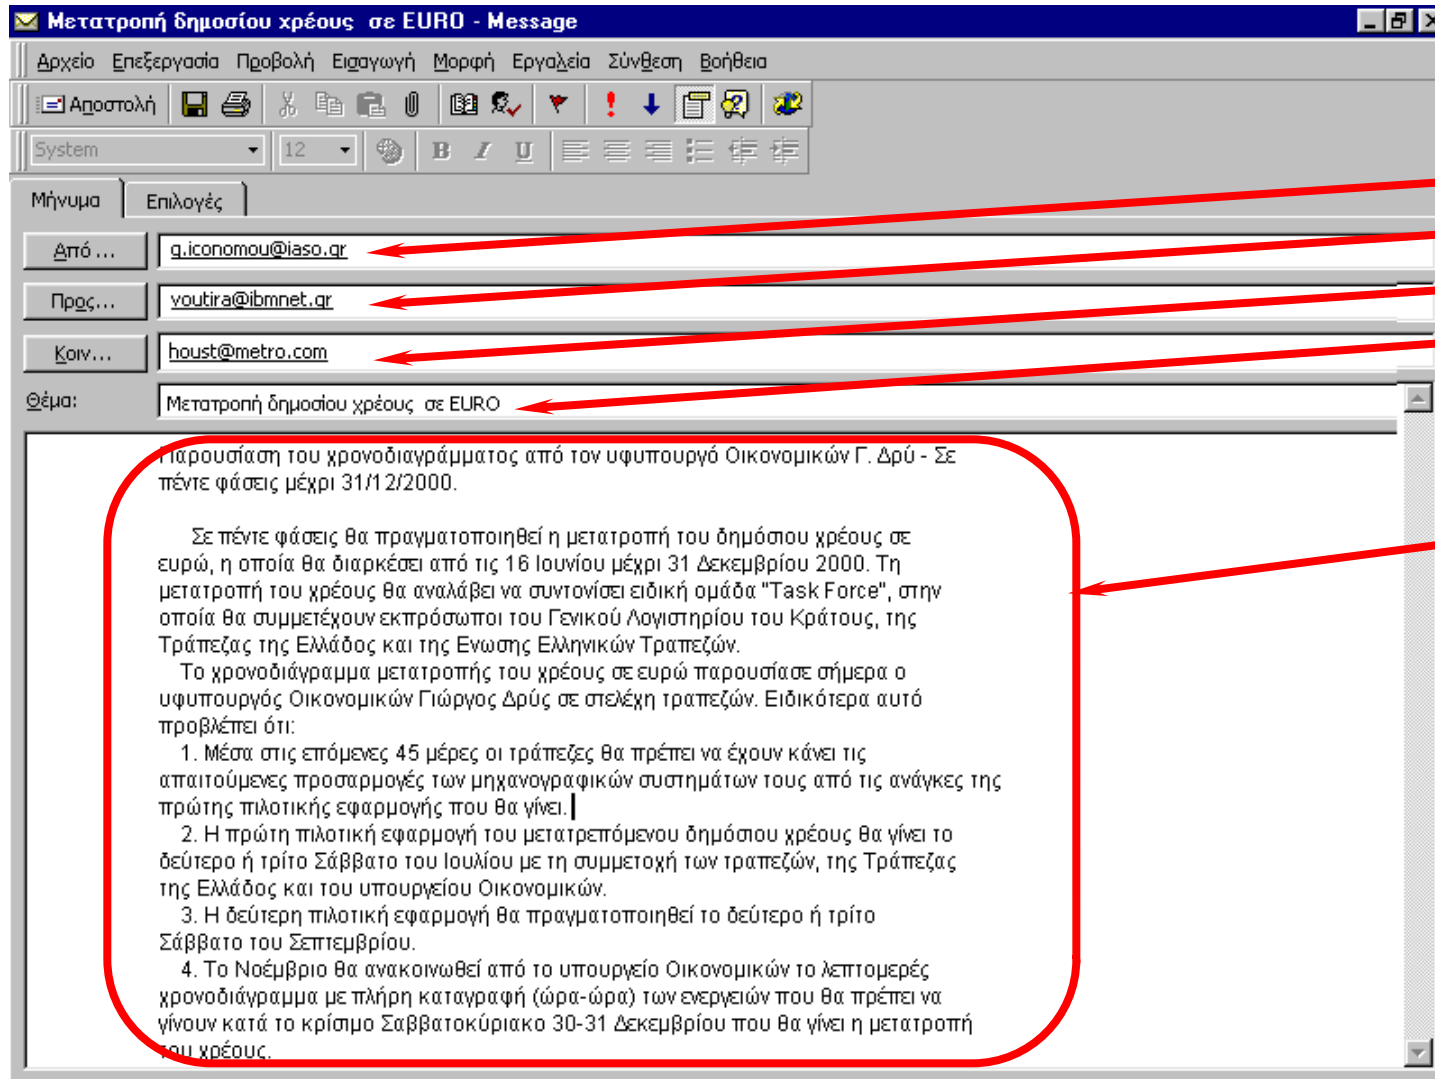 Μετατροπή δημοσίου χρέους  σε EURO - Message
Αρχείο Επεξεργασία Προβολή Εισαγωγή Μορφή Εργαλεία Σύνθεση Βοήθεια
Αποστολή
System 12 B I U
Μήνυμα Επιλογές
Από ... g.iconomou@iaso.gr
Προς... voutira@ibmnet.gr
Κοιν... houst@metro.com
Θέμα: Μετατροπή δημοσίου χρέους  σε EURO
Παρουσίαση του χρονοδιαγράμματος από τον υφυπουργό Οικονομικών Γ. Δρύ - Σε
πέντε φάσεις μέχρι 31/12/2000.
Σε πέντε φάσεις θα πραγματοποιηθεί η μετατροπή του δημόσιου χρέους σε
ευρώ, η οποία θα διαρκέσει από τις 16 Ιουνίου μέχρι 31 Δεκεμβρίου 2000. Τη
μετατροπή του χρέους θα αναλάβει να συντονίσει ειδική ομάδα "Task Force", στην
οποία θα συμμετέχουν εκπρόσωποι του Γενικού Λογιστηρίου του Κράτους, της
Τράπεζας της Ελλάδος και της Ενωσης Ελληνικών Τραπεζών.
Το χρονοδιάγραμμα μετατροπής του χρέους σε ευρώ παρουσίασε σήμερα ο
υφυπουργός Οικονομικών Γιώργος Δρύς σε στελέχη τραπεζών. Ειδικότερα αυτό
προβλέπει ότι:
1. Μέσα στις επόμενες 45 μέρες οι τράπεζες θα πρέπει να έχουν κάνει τις
απαιτούμενες προσαρμογές των μηχανογραφικών συστημάτων τους από τις ανάγκες της
πρώτης πιλοτικής εφαρμογής που θα γίνει.
2. Η πρώτη πιλοτική εφαρμογή του μετατρεπόμενου δημόσιου χρέους θα γίνει το
δεύτερο ή τρίτο Σάββατο του Ιουλίου με τη συμμετοχή των τραπεζών, της Τράπεζας
της Ελλάδος και του υπουργείου Οικονομικών.
3. Η δεύτερη πιλοτική εφαρμογή θα πραγματοποιηθεί το δεύτερο ή τρίτο
Σάββατο του Σεπτεμβρίου.
4. Το Νοέμβριο θα ανακοινωθεί από το υπουργείο Οικονομικών το λεπτομερές
χρονοδιάγραμμα με πλήρη καταγραφή (ώρα-ώρα) των ενεργειών που θα πρέπει να
γίνουν κατά το κρίσιμο Σαββατοκύριακο 30-31 Δεκεμβρίου που θα γίνει η μετατροπή
του χρέους.